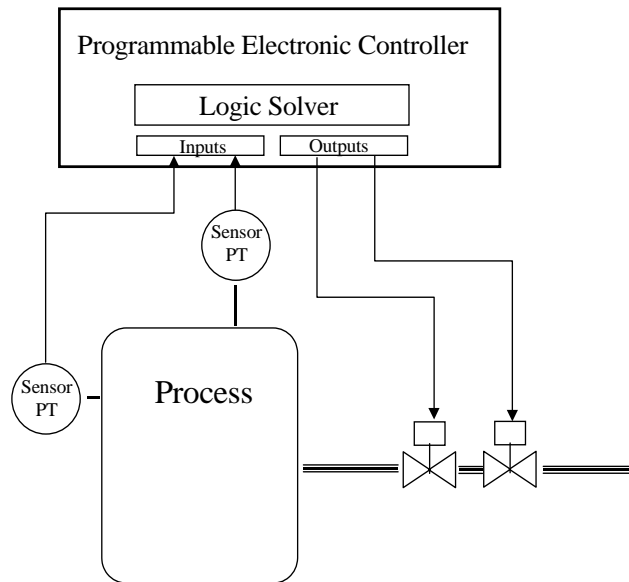 Programmable Electronic Controller
Logic Solver
Inputs
Outputs
Sensor
PT
Sensor
PT
Process